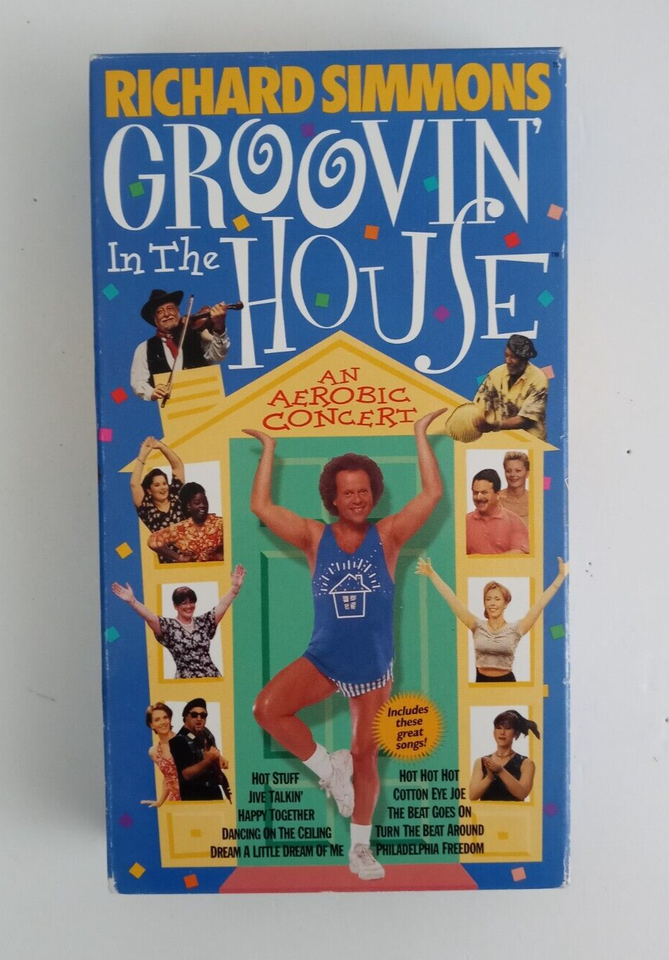 RICHARD SIMMONS
GROOVIN'
In The
HOUSE™
AN
AEROBIC
CONCERT
Includes
these
great
songs!
HOT STUFF
JIVE TALKIN'
HAPPY TOGETHER
DANCING ON THE CEILING
DREAM A LITTLE DREAM OF ME
HOT HOT HOT
COTTON EYE JOE
THE BEAT GOES ON
TURN THE BEAT AROUND
PHILADELPHIA FREEDOM